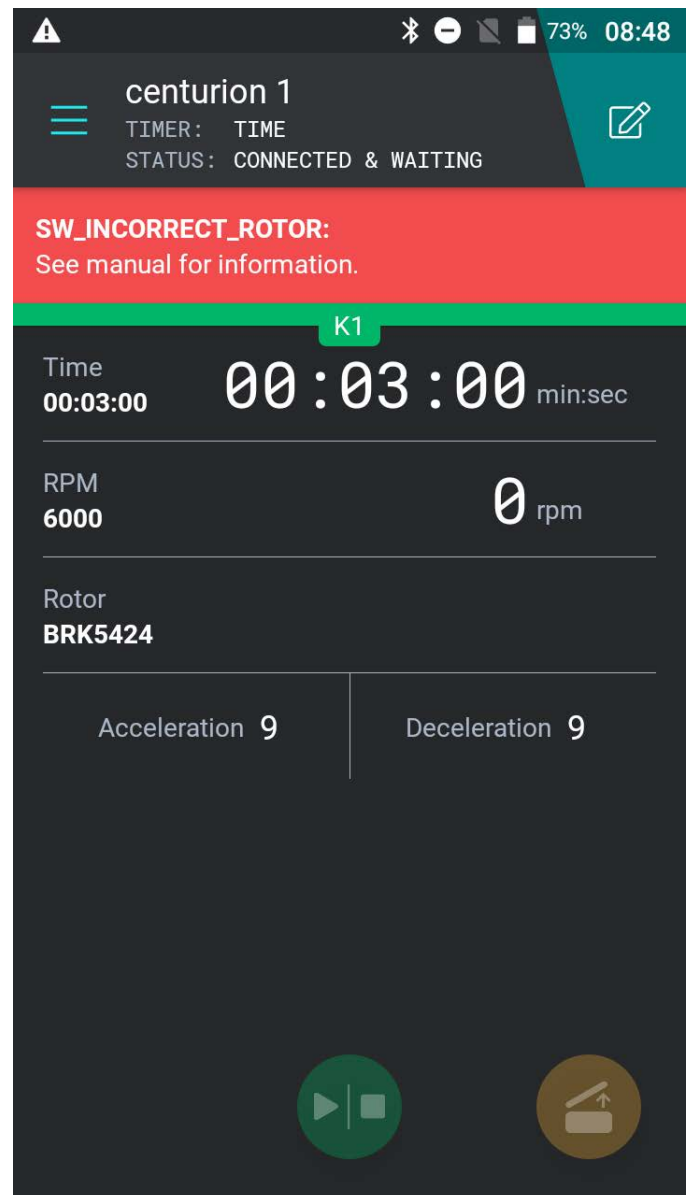 73% 08:48
centurion 1
TIMER: TIME
STATUS: CONNECTED & WAITING
SW_INCORRECT_ROTOR:
See manual for information.
K1
Time
00:03:00
00:03:00 min:sec
RPM
6000
0 rpm
Rotor
BRK5424
Acceleration 9
Deceleration 9